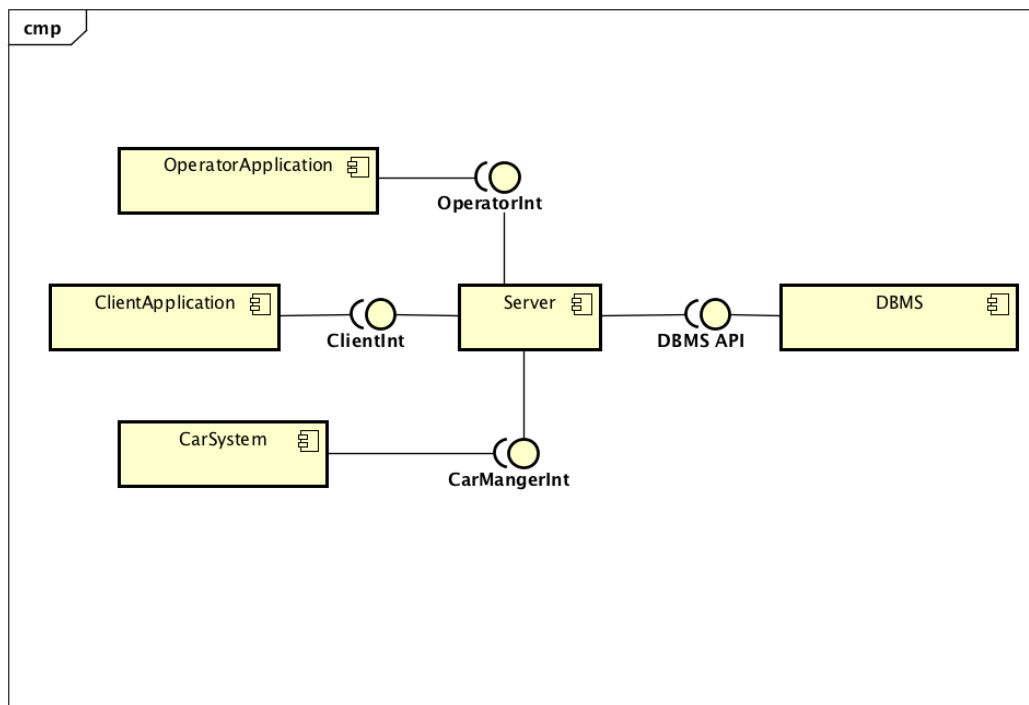 cmp
OperatorApplication
OperatorInt
ClientApplication
ClientInt
Server
DBMS API
DBMS
CarSystem
CarMangerInt